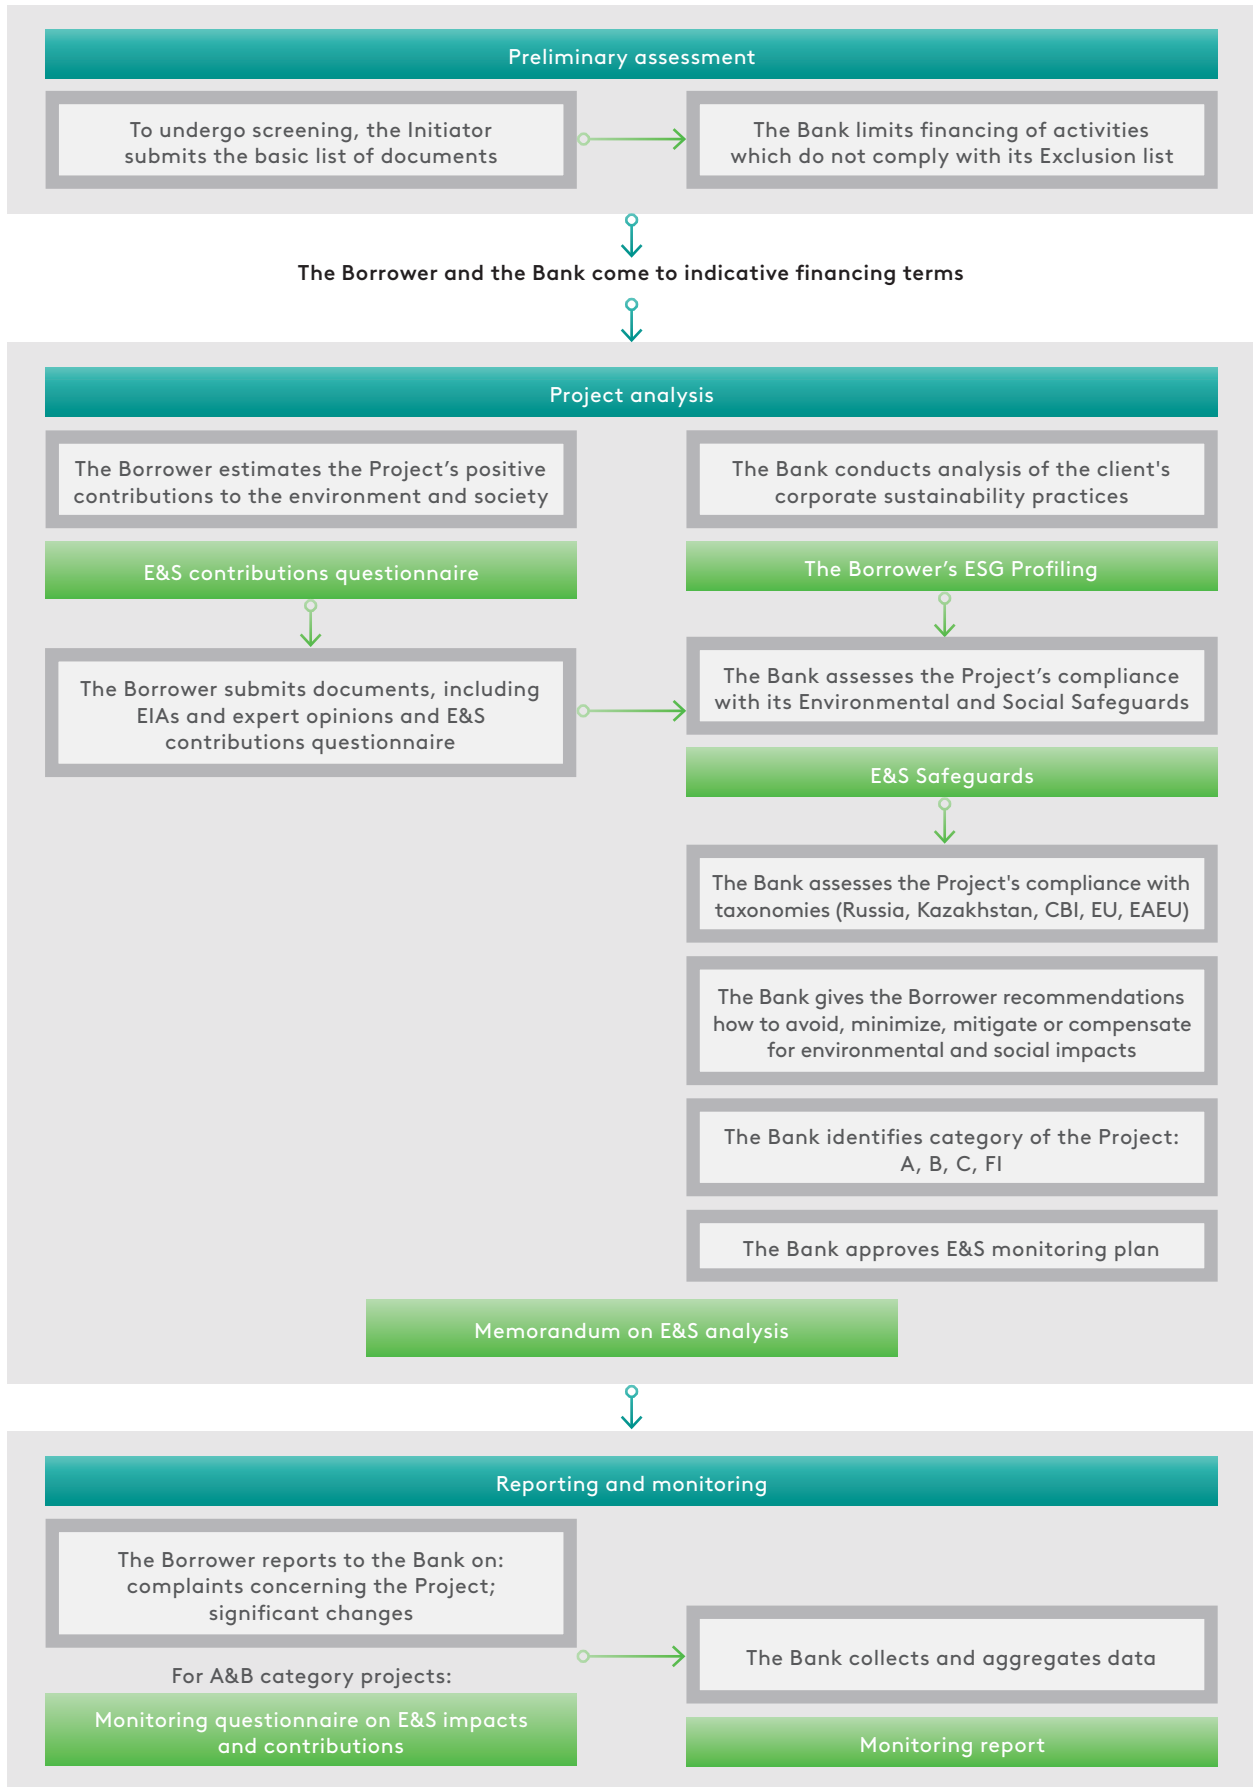 Preliminary assessment
To undergo screening, the Initiator
submits the basic list of documents
The Bank limits financing of activities
which do not comply with its Exclusion list
The Borrower and the Bank come to indicative financing terms
Project analysis
The Borrower estimates the Project’s positive
contributions to the environment and society
E&S contributions questionnaire
The Borrower submits documents, including
EIAs and expert opinions and E&S
contributions questionnaire
The Bank conducts analysis of the client's
corporate sustainability practices
The Borrower’s ESG Profiling
The Bank assesses the Project’s compliance
with its Environmental and Social Safeguards
E&S Safeguards
The Bank assesses the Project's compliance with
taxonomies (Russia, Kazakhstan, CBI, EU, EAEU)
The Bank gives the Borrower recommendations
how to avoid, minimize, mitigate or compensate
for environmental and social impacts
The Bank identifies category of the Project:
A, B, C, FI
The Bank approves E&S monitoring plan
Memorandum on E&S analysis
Reporting and monitoring
The Borrower reports to the Bank on:
complaints concerning the Project;
significant changes
For A&B category projects:
Monitoring questionnaire on E&S impacts
and contributions
The Bank collects and aggregates data
Monitoring report